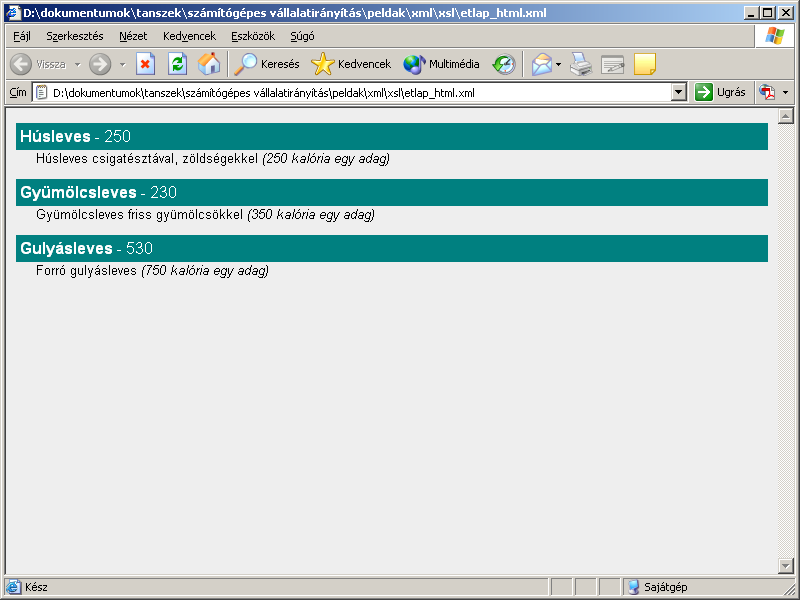 D:\dokumentumok\tanszek\számítógépes vállalatirányítás\peldak\xml\xsl\etlap_html.xml
Fájl Szerkesztés Nézet Kedvencek Eszközök Súgó
Vissza Keresés Kedvencek Multimédia
Cím D:\dokumentumok\tanszek\számítógépes vállalatirányítás\peldak\xml\xsl\etlap_html.xml Ugrás
Húsleves - 250
Húsleves csigatésztával, zöldségekkel (250 kalória egy adag)
Gyümölcsleves - 230
Gyümölcsleves friss gyümölcsökkel (350 kalória egy adag)
Gulyásleves - 530
Forró gulyásleves (750 kalória egy adag)
Kész Sajátgép